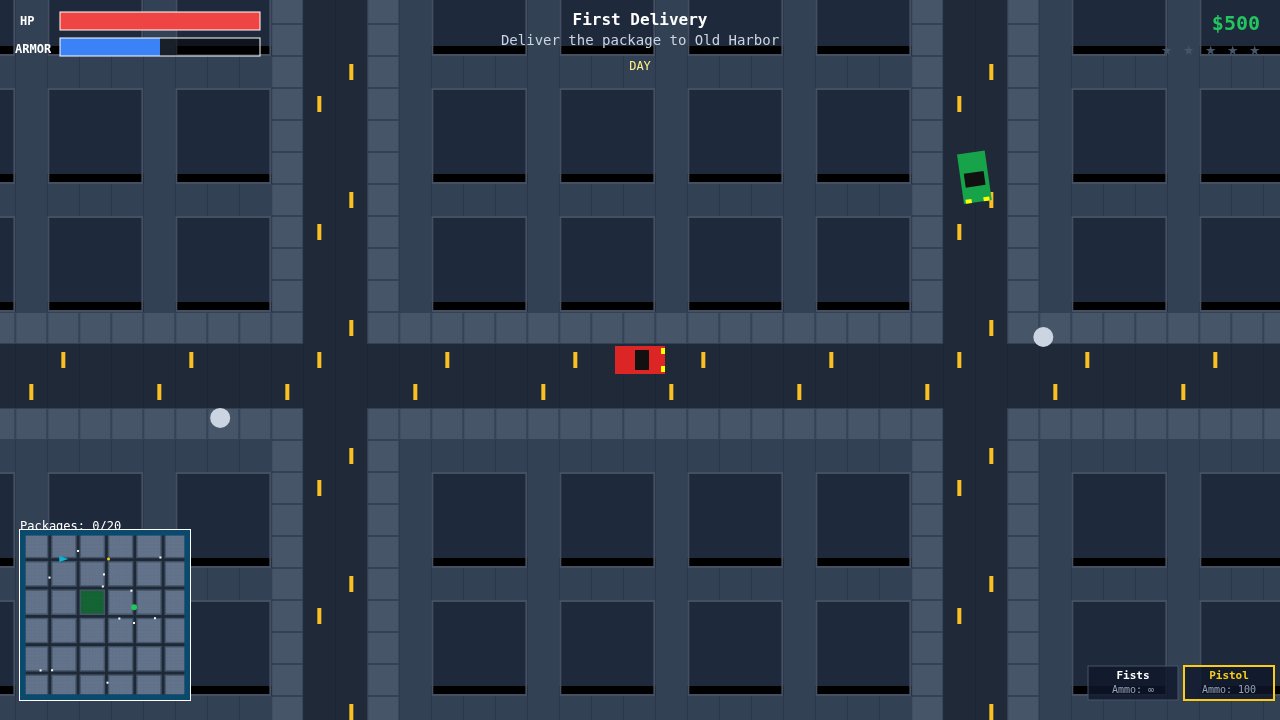 HP
First Delivery
$500
Deliver the package to Old Harbor
ARMOR
★ ★ ★ ★ ★
DAY
Packages: 0/20
Fists
Ammo: ∞
Pistol
Ammo: 100